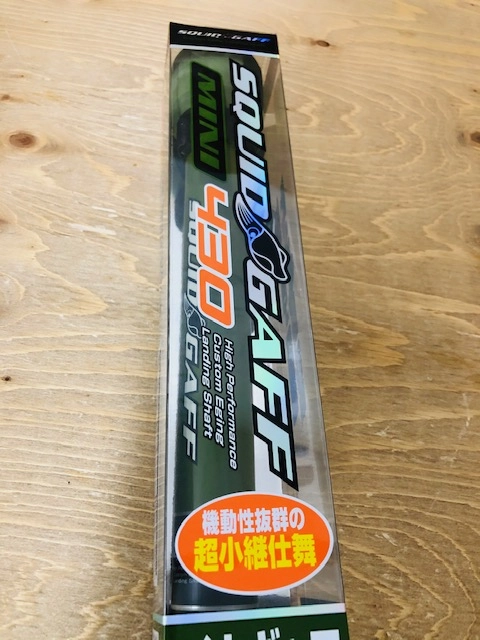 SQUID GAFF
SQUID GAFF
MINI
430
SQUID GAFF
High Performance
Custom Eging
Landing Shaft
機動性抜群の
超小継仕舞